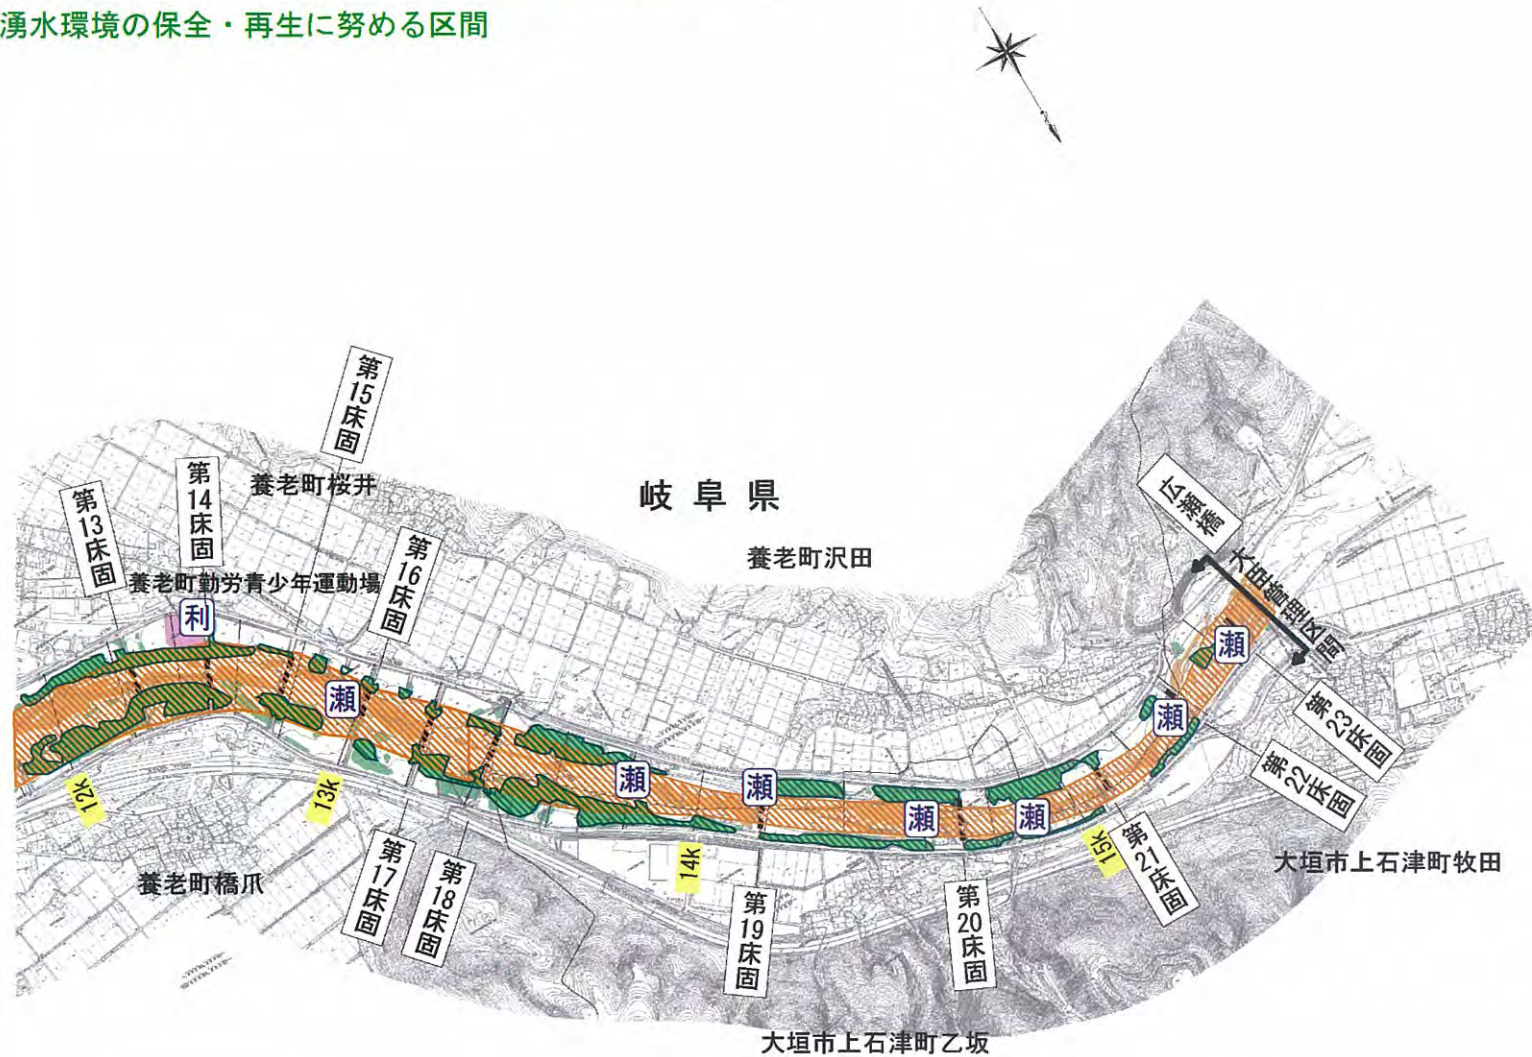 湧水環境の保全・再生に努める区間
第15床固
第14床固
養老町桜井
第13床固
岐阜県
広瀬橋
第16床固
養老町沢田
養老町勤労青少年運動場
大臣管理区間
利
瀬
瀬
瀬
瀬
瀬
瀬
瀬
第23床固
第22床固
12k
13k
14k
15k
第21床固
養老町橋爪
第17床固
第18床固
第19床固
第20床固
大垣市上石津町牧田
大垣市上石津町乙坂